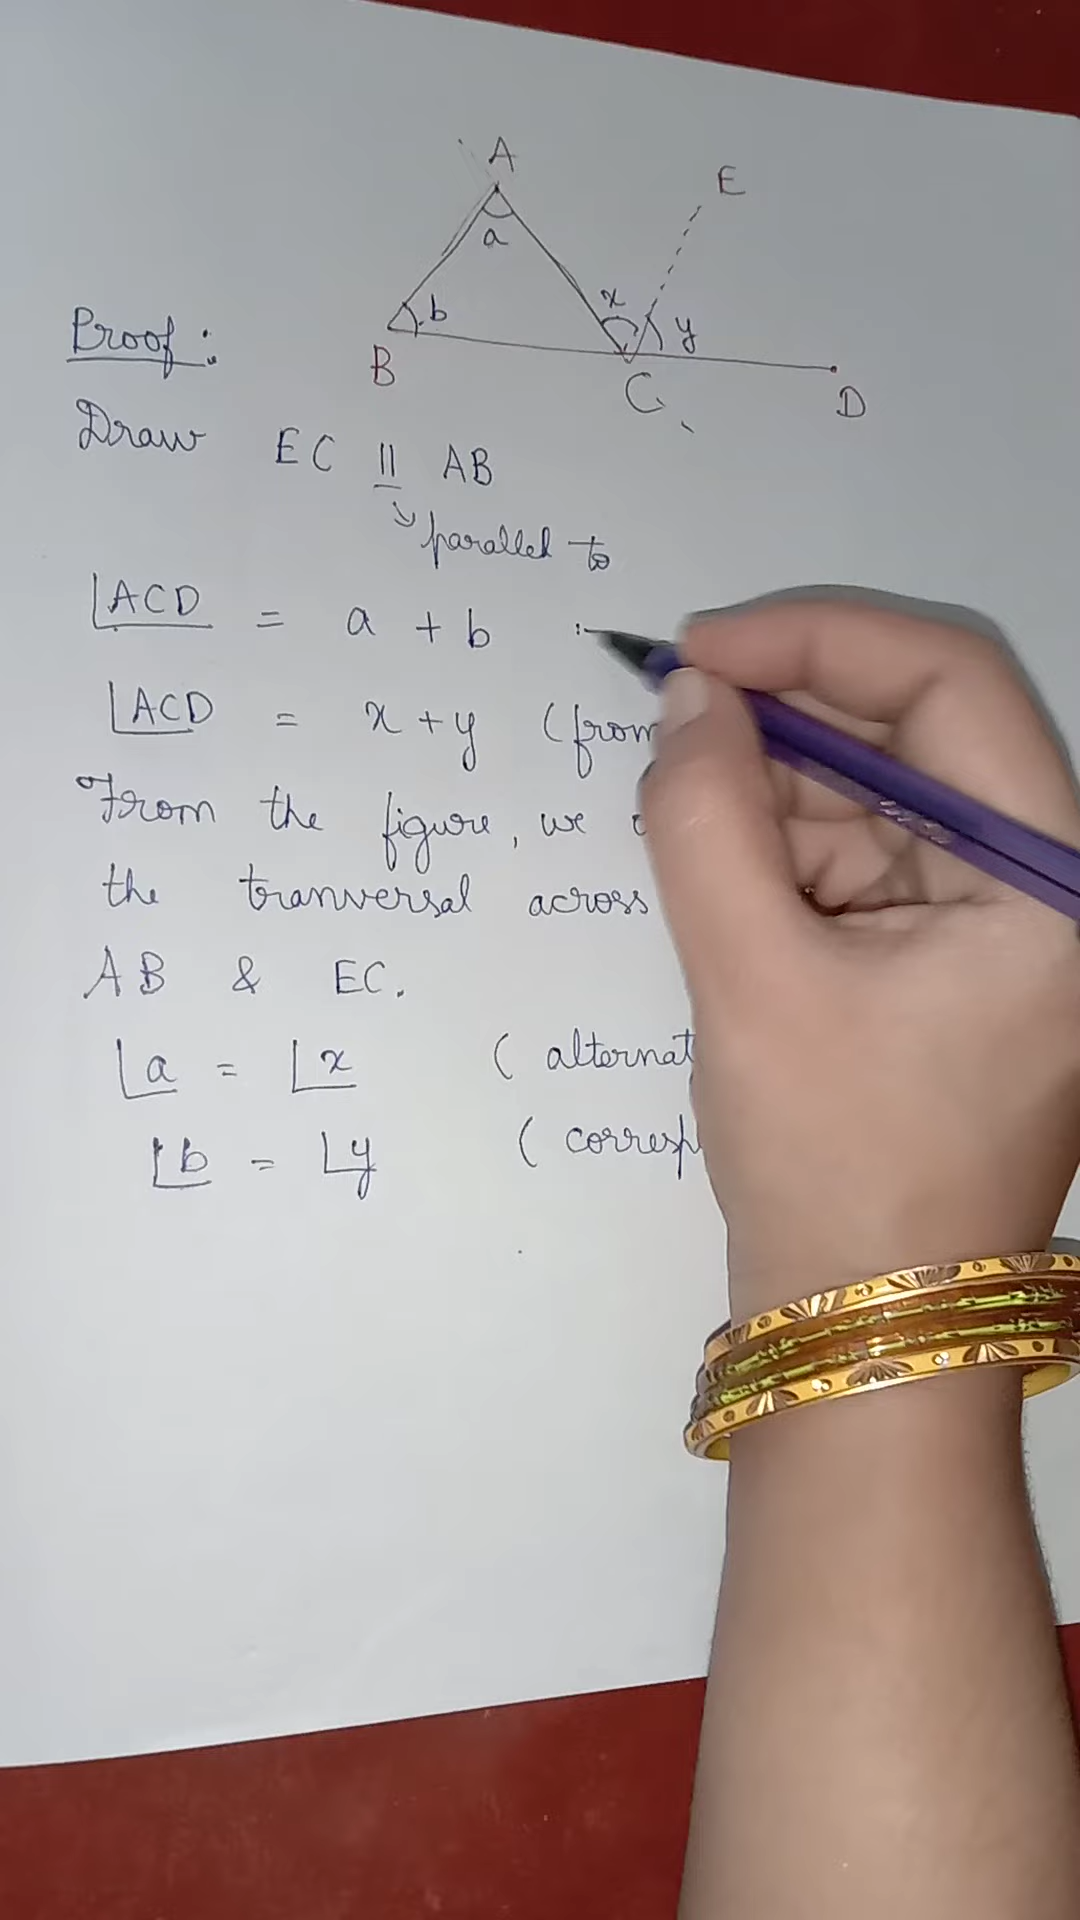 A
E
a
x
b
y
B
C
D
Proof:
Draw EC || AB
parallel to
∠ACD = a + b
∠ACD = x + y (from
From the figure, we
the tranversal across
AB & EC.
∠a = ∠x ( alternat
∠b = ∠y ( corresp